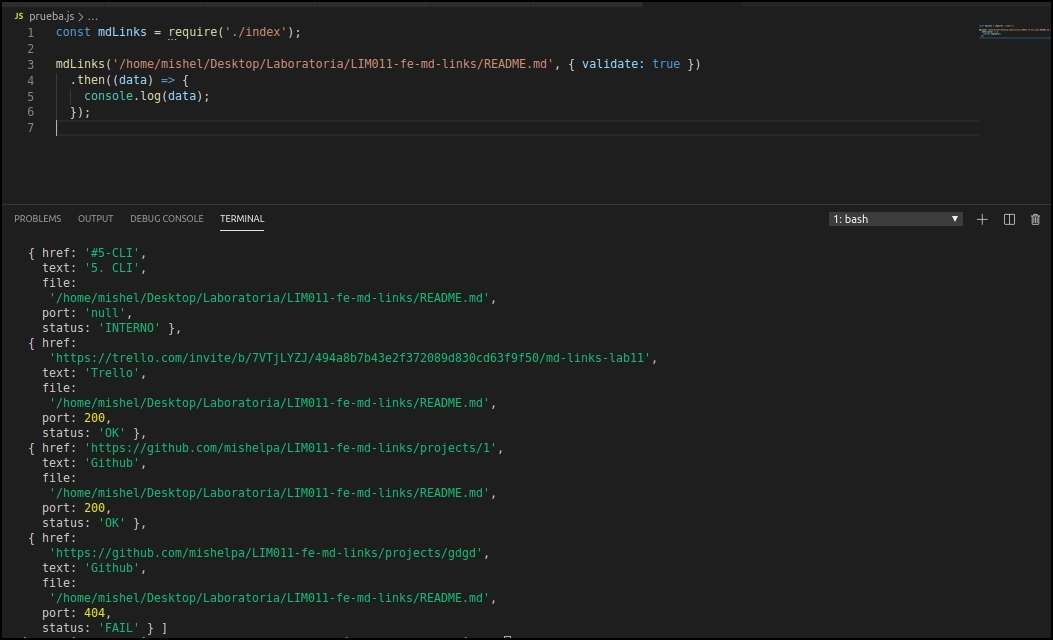 JS prueba.js > ...
1 const mdLinks = require('./index');
2
3 mdLinks('/home/mishel/Desktop/Laboratoria/LIM011-fe-md-links/README.md', { validate: true })
4 .then((data) => {
5 console.log(data);
6 });
7
PROBLEMS OUTPUT DEBUG CONSOLE TERMINAL 1: bash
{ href: '#5-CLI',
text: '5. CLI',
file:
'/home/mishel/Desktop/Laboratoria/LIM011-fe-md-links/README.md',
port: 'null',
status: 'INTERNO' },
{ href:
'https://trello.com/invite/b/7VTjLYZJ/494a8b7b43e2f372089d830cd63f9f50/md-links-lab11',
text: 'Trello',
file:
'/home/mishel/Desktop/Laboratoria/LIM011-fe-md-links/README.md',
port: 200,
status: 'OK' },
{ href: 'https://github.com/mishelpa/LIM011-fe-md-links/projects/1',
text: 'Github',
file:
'/home/mishel/Desktop/Laboratoria/LIM011-fe-md-links/README.md',
port: 200,
status: 'OK' },
{ href:
'https://github.com/mishelpa/LIM011-fe-md-links/projects/gdgd',
text: 'Github',
file:
'/home/mishel/Desktop/Laboratoria/LIM011-fe-md-links/README.md',
port: 404,
status: 'FAIL' } ]